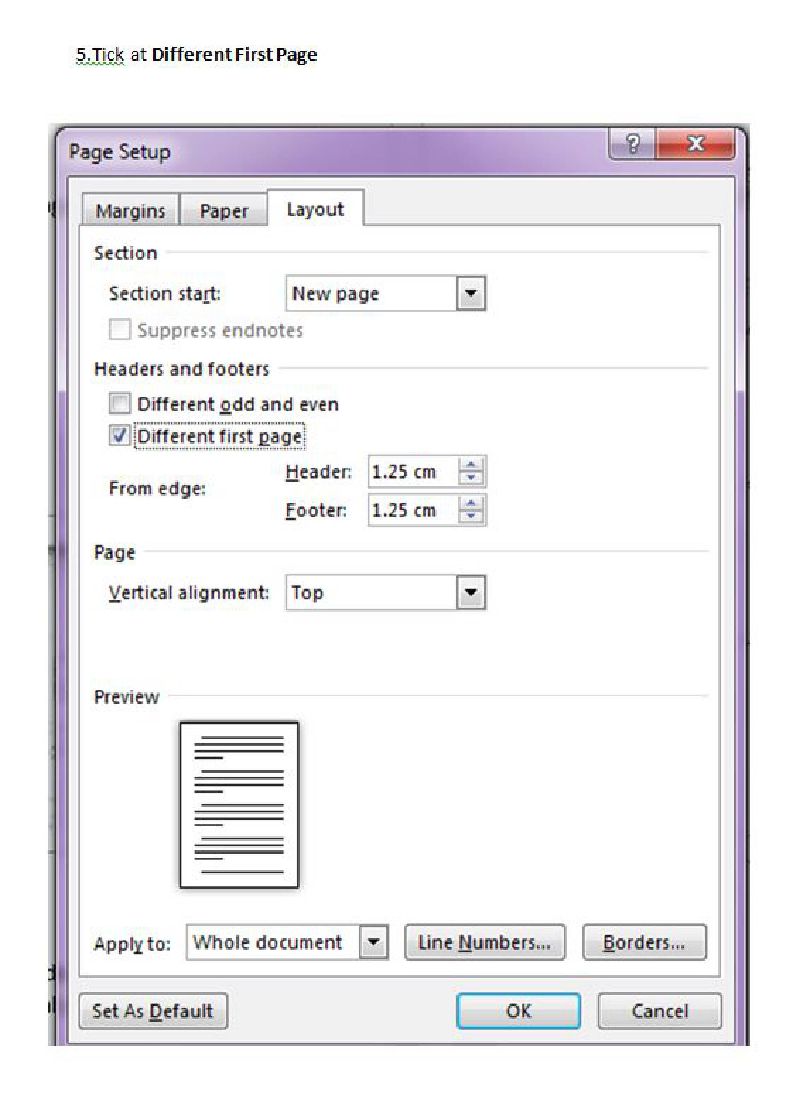 5.Tick at Different First Page
Page Setup
?
Margins Paper Layout
Section
Section start: New page
Suppress endnotes
Headers and footers
Different odd and even
Different first page
From edge:
Header: 1.25 cm
Footer: 1.25 cm
Page
Vertical alignment: Top
Preview
Apply to: Whole document Line Numbers... Borders...
Set As Default OK Cancel